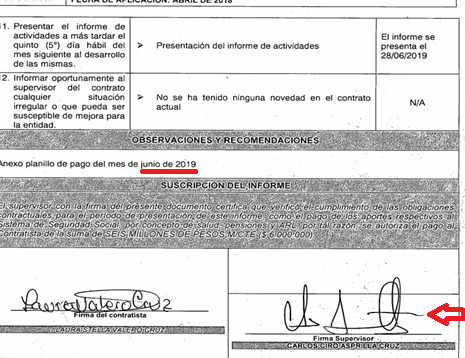 FECHA DE APLICACIÓN: ABRIL DE 2018
11. Presentar el informe de
actividades a más tardar el
quinto (5°) día hábil del
mes siguiente al desarrollo
de las mismas.
➢ Presentación del informe de actividades
El informe se
presenta el
28/06/2019
12. Informar oportunamente al
supervisor del contrato
cualquier situación
irregular o que pueda ser
susceptible de mejora para
la entidad.
➢ No se ha tenido ninguna novedad en el contrato
actual
N/A
OBSERVACIONES Y RECOMENDACIONES
Anexo planillo de pago del mes de junio de 2019
SUSCRIPCIÓN DEL INFORME
El supervisor con la firma del presente documento certifica que verificó el cumplimiento de las obligaciones
contractuales para el periodo de presentación de este informe, como el pago de los aportes respectivos al
Sistema de Seguridad Social por concepto de salud, pensiones y ARL, por tal razón, se autoriza el pago al
Contratista de la suma de SEIS MILLONES DE PESOS M/CTE ($ 6.000.000)
Firma del contratista
LAURA STELLA VALERO CRUZ
Firma Supervisor
CARLOS CIRO ASPRILLA CRUZ